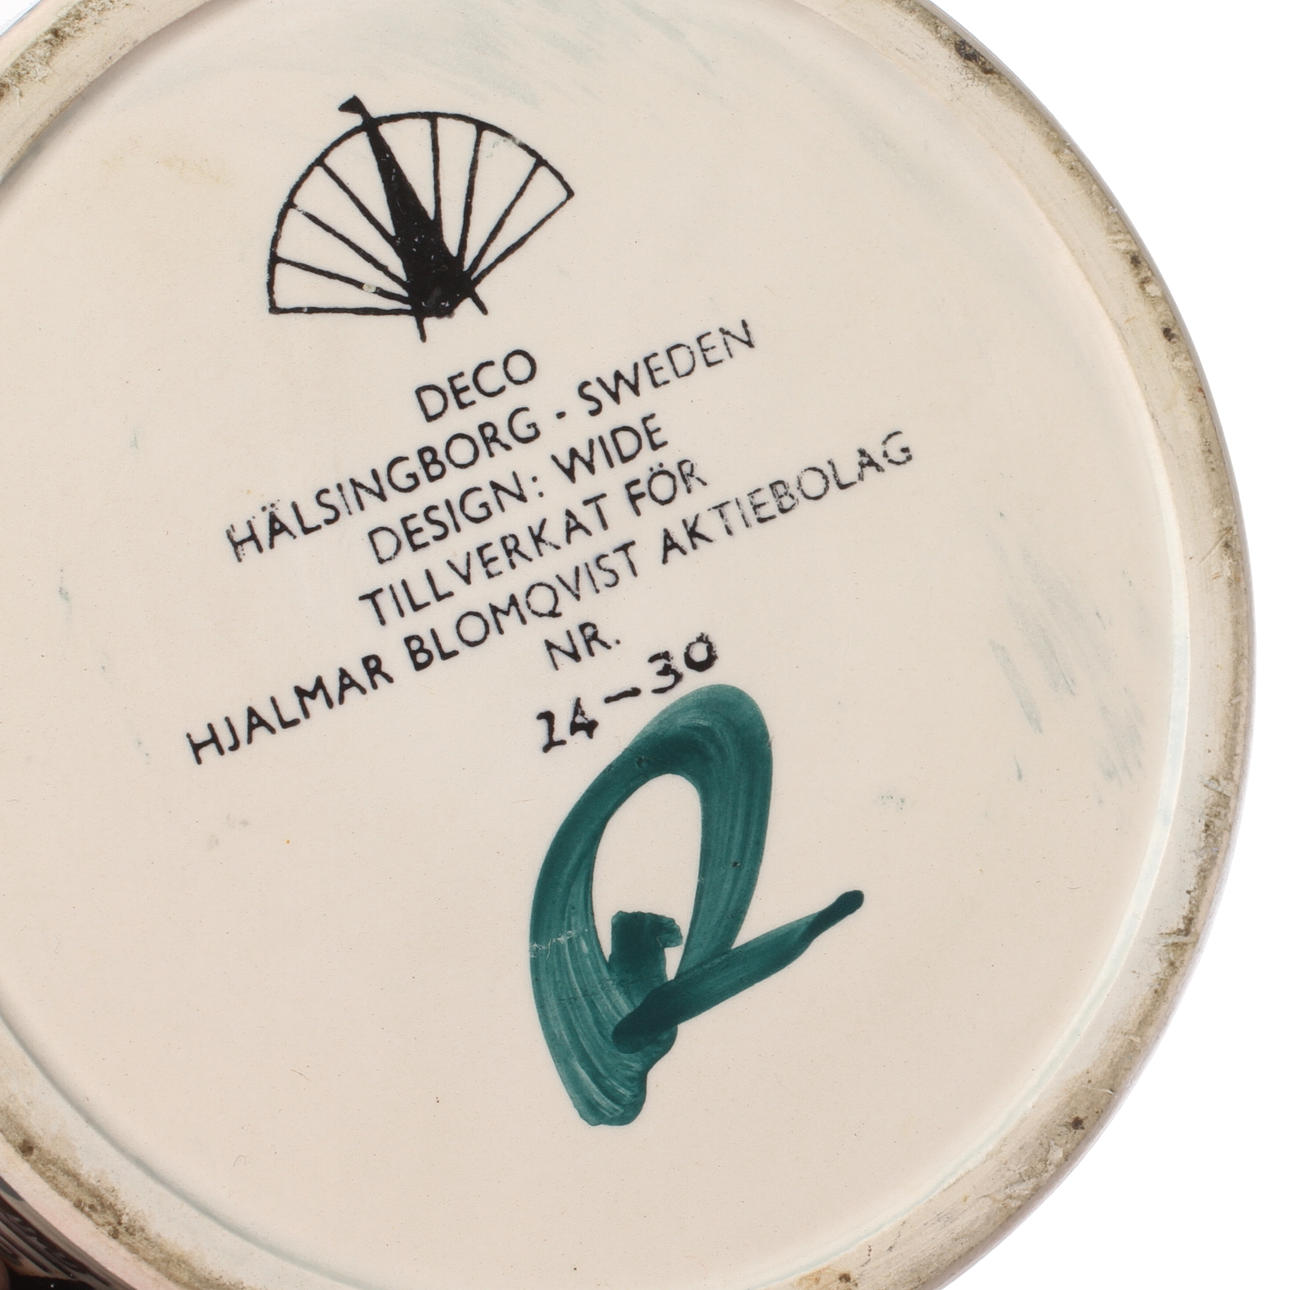 DECO
HÄLSINGBORG - SWEDEN
DESIGN: WIDE
TILLVERKAT FÖR
HJALMAR BLOMQVIST AKTIEBOLAG
NR.
14-30